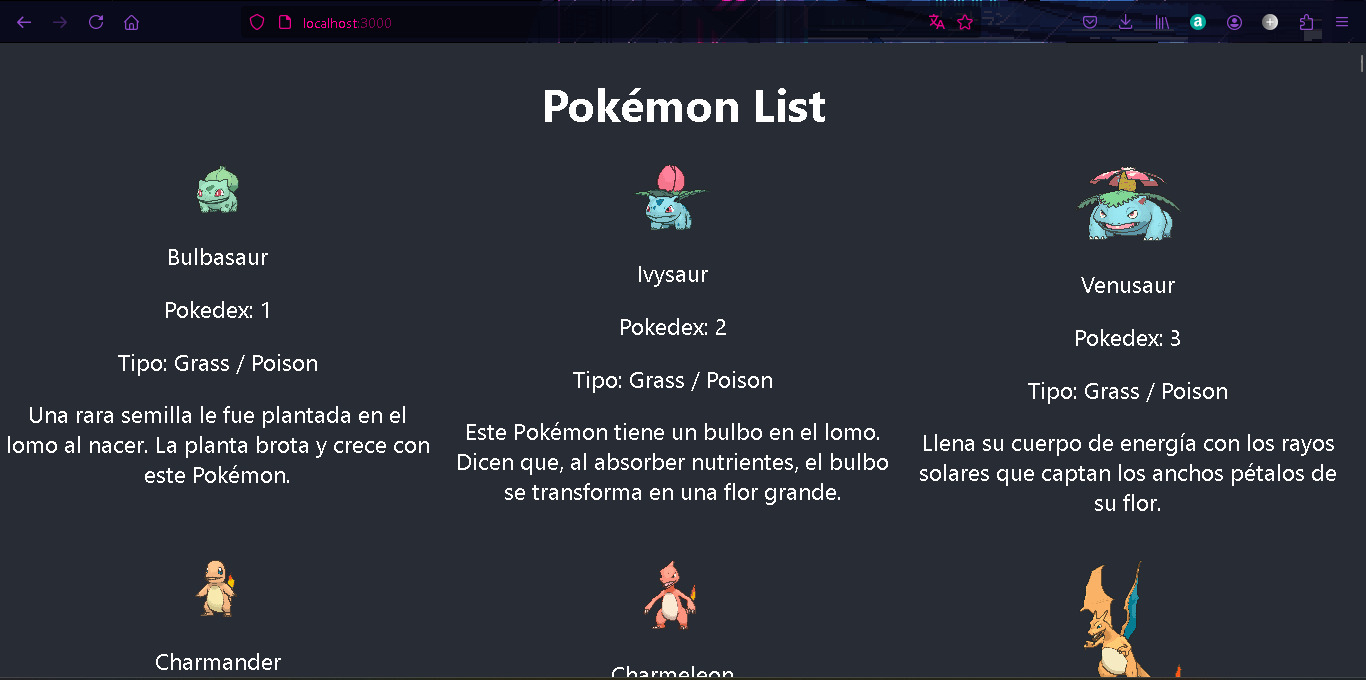 localhost:3000
Pokémon List
Bulbasaur
Pokedex: 1
Tipo: Grass / Poison
Una rara semilla le fue plantada en el
lomo al nacer. La planta brota y crece con
este Pokémon.
Ivysaur
Pokedex: 2
Tipo: Grass / Poison
Este Pokémon tiene un bulbo en el lomo.
Dicen que, al absorber nutrientes, el bulbo
se transforma en una flor grande.
Venusaur
Pokedex: 3
Tipo: Grass / Poison
Llena su cuerpo de energía con los rayos
solares que captan los anchos pétalos de
su flor.
Charmander
Charmeleon